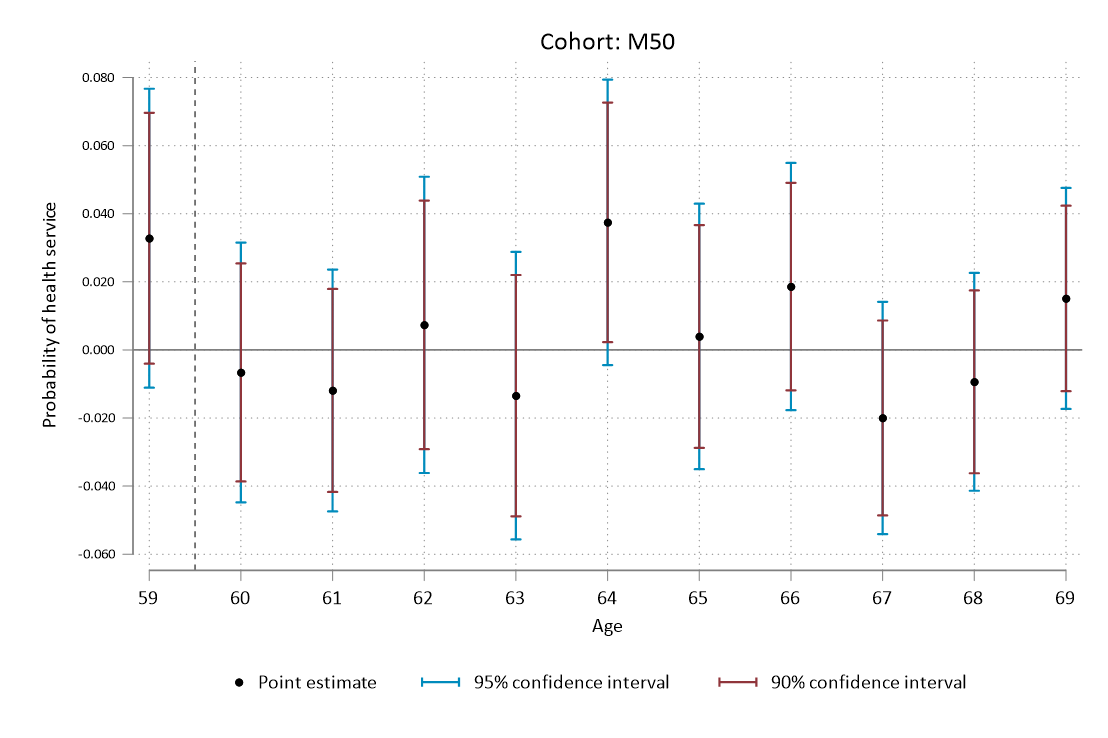 Cohort: M50
Probability of health service
0.080
0.060
0.040
0.020
0.000
-0.020
-0.040
-0.060
59 60 61 62 63 64 65 66 67 68 69
Age
Point estimate 95% confidence interval 90% confidence interval